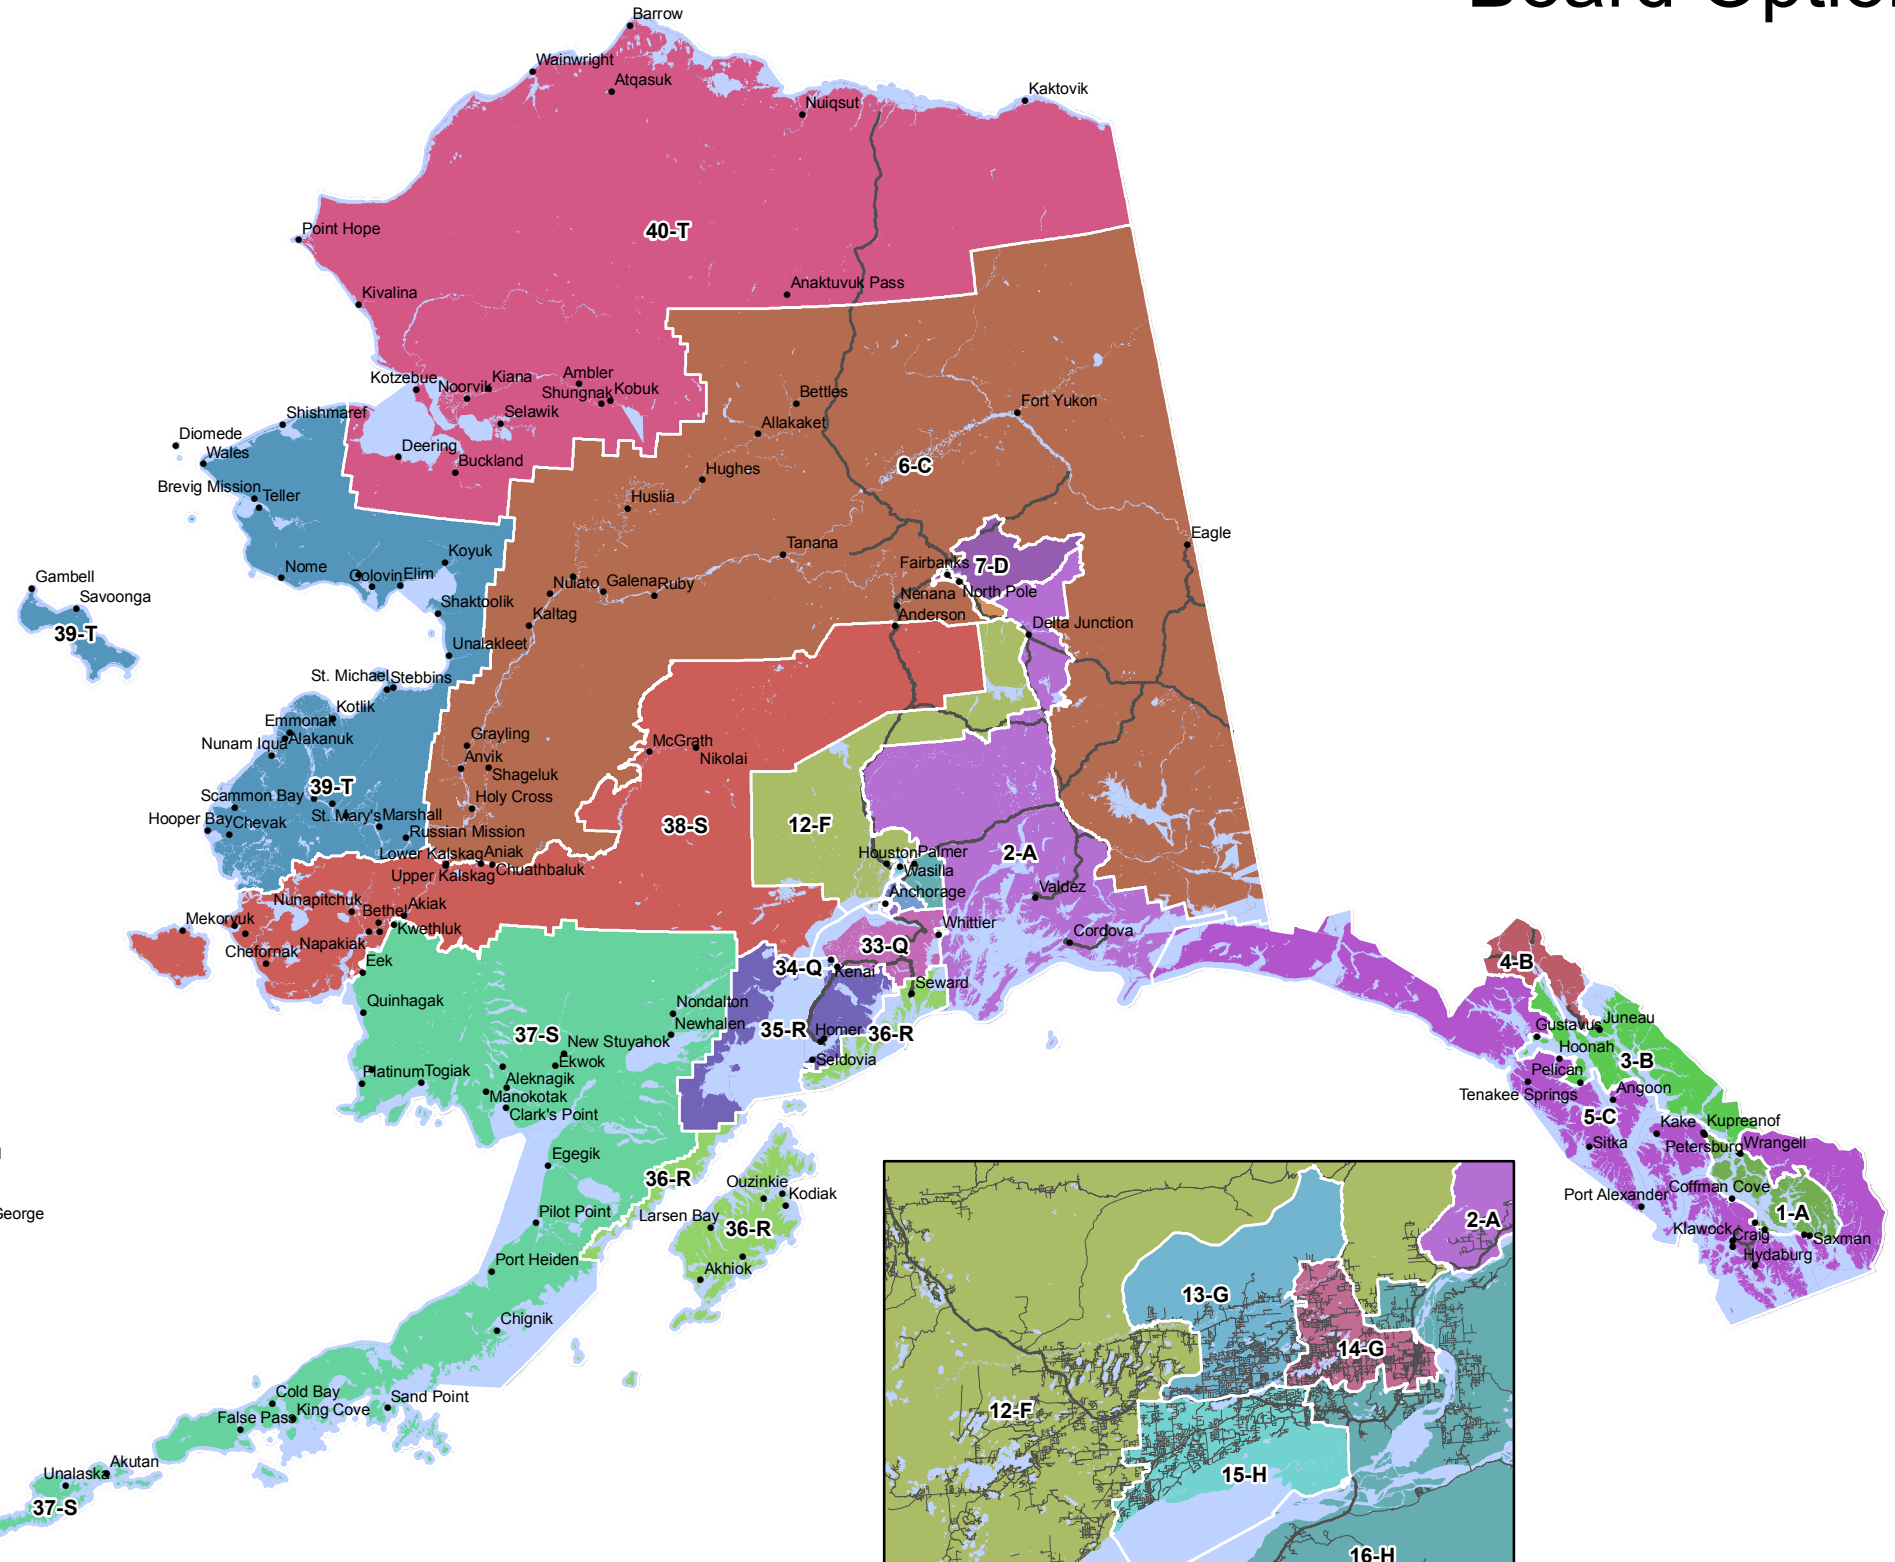 Board Option
Barrow
Wainwright
Atqasuk
Kaktovik
Nuiqsut
Point Hope
40-T
Anaktuvuk Pass
Kivalina
Kotzebue
Noorvik
Kiana
Ambler
Shungnak
Kobuk
Selawik
Bettles
Fort Yukon
Shishmaref
Allakaket
Diomede
Wales
Deering
Buckland
6-C
Hughes
Brevig Mission
Teller
Huslia
Eagle
Koyuk
Tanana
Nome
Golovin
Elim
Fairbanks
7-D
Gambell
Savoonga
Nulato
Galena
Ruby
Nenana
North Pole
Shaktoolik
Kaltag
Anderson
Delta Junction
39-T
Unalakleet
St. Michael
Stebbins
Kotlik
Emmonak
Nunam Iqua
Alakanuk
Grayling
McGrath
Nikolai
Anvik
Shageluk
39-T
Scammon Bay
Holy Cross
Hooper Bay
Chevak
St. Mary's
Marshall
Russian Mission
38-S
12-F
2-A
Lower Kalskag
Aniak
Upper Kalskag
Chuathbaluk
Houston
Palmer
Wasilla
Anchorage
Valdez
Nunapitchuk
Bethel
Akiak
Mekoryuk
Kwethluk
Whittier
Cordova
Chefornak
Napakiak
33-Q
Eek
34-Q
Kenai
4-B
Quinhagak
Nondalton
Seward
Newhalen
37-S
New Stuyahok
35-R
Homer
36-R
Gustavus
Juneau
Ekwok
Seldovia
Hoonah
3-B
Platinum
Togiak
Aleknagik
Pelican
Manokotak
Tenakee Springs
Angoon
Clark's Point
5-C
Kake
Kupreanof
Egegik
Sitka
Petersburg
Wrangell
36-R
Ouzinkie
Kodiak
Port Alexander
Coffman Cove
Pilot Point
Larsen Bay
36-R
1-A
Klawock
Craig
Saxman
Port Heiden
Akhiok
Hydaburg
George
Chignik
Cold Bay
Sand Point
False Pass
King Cove
Akutan
Unalaska
37-S
2-A
13-G
14-G
12-F
15-H
16-H